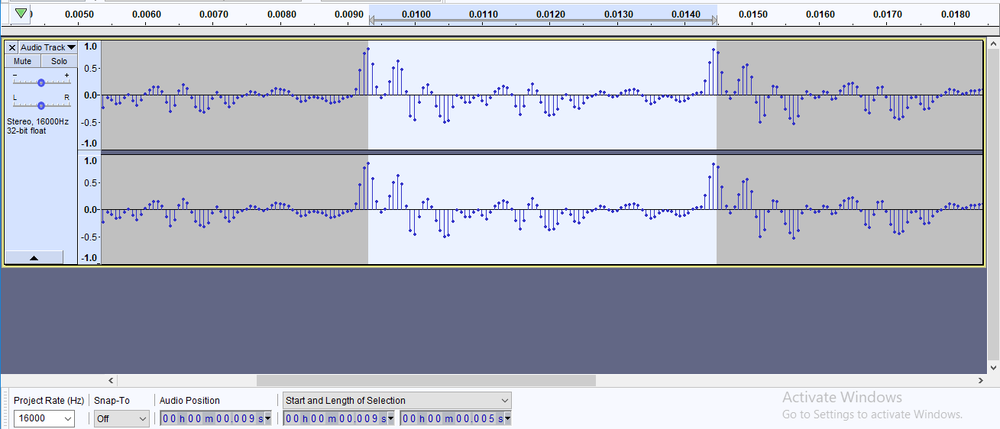 0.0050 0.0060 0.0070 0.0080 0.0090 0.0100 0.0110 0.0120 0.0130 0.0140 0.0150 0.0160 0.0170 0.0180
Audio Track
Mute Solo
- +
L R
Stereo, 16000Hz
32-bit float
1.0
0.5-
0.0-
-0.5-
-1.0
1.0
0.5-
0.0-
-0.5-
-1.0
Project Rate (Hz) Snap-To Audio Position Start and Length of Selection
16000 Off 00 h 00 m 00.009 s 00 h 00 m 00.009 s 00 h 00 m 00.005 s
Activate Windows
Go to Settings to activate Windows.